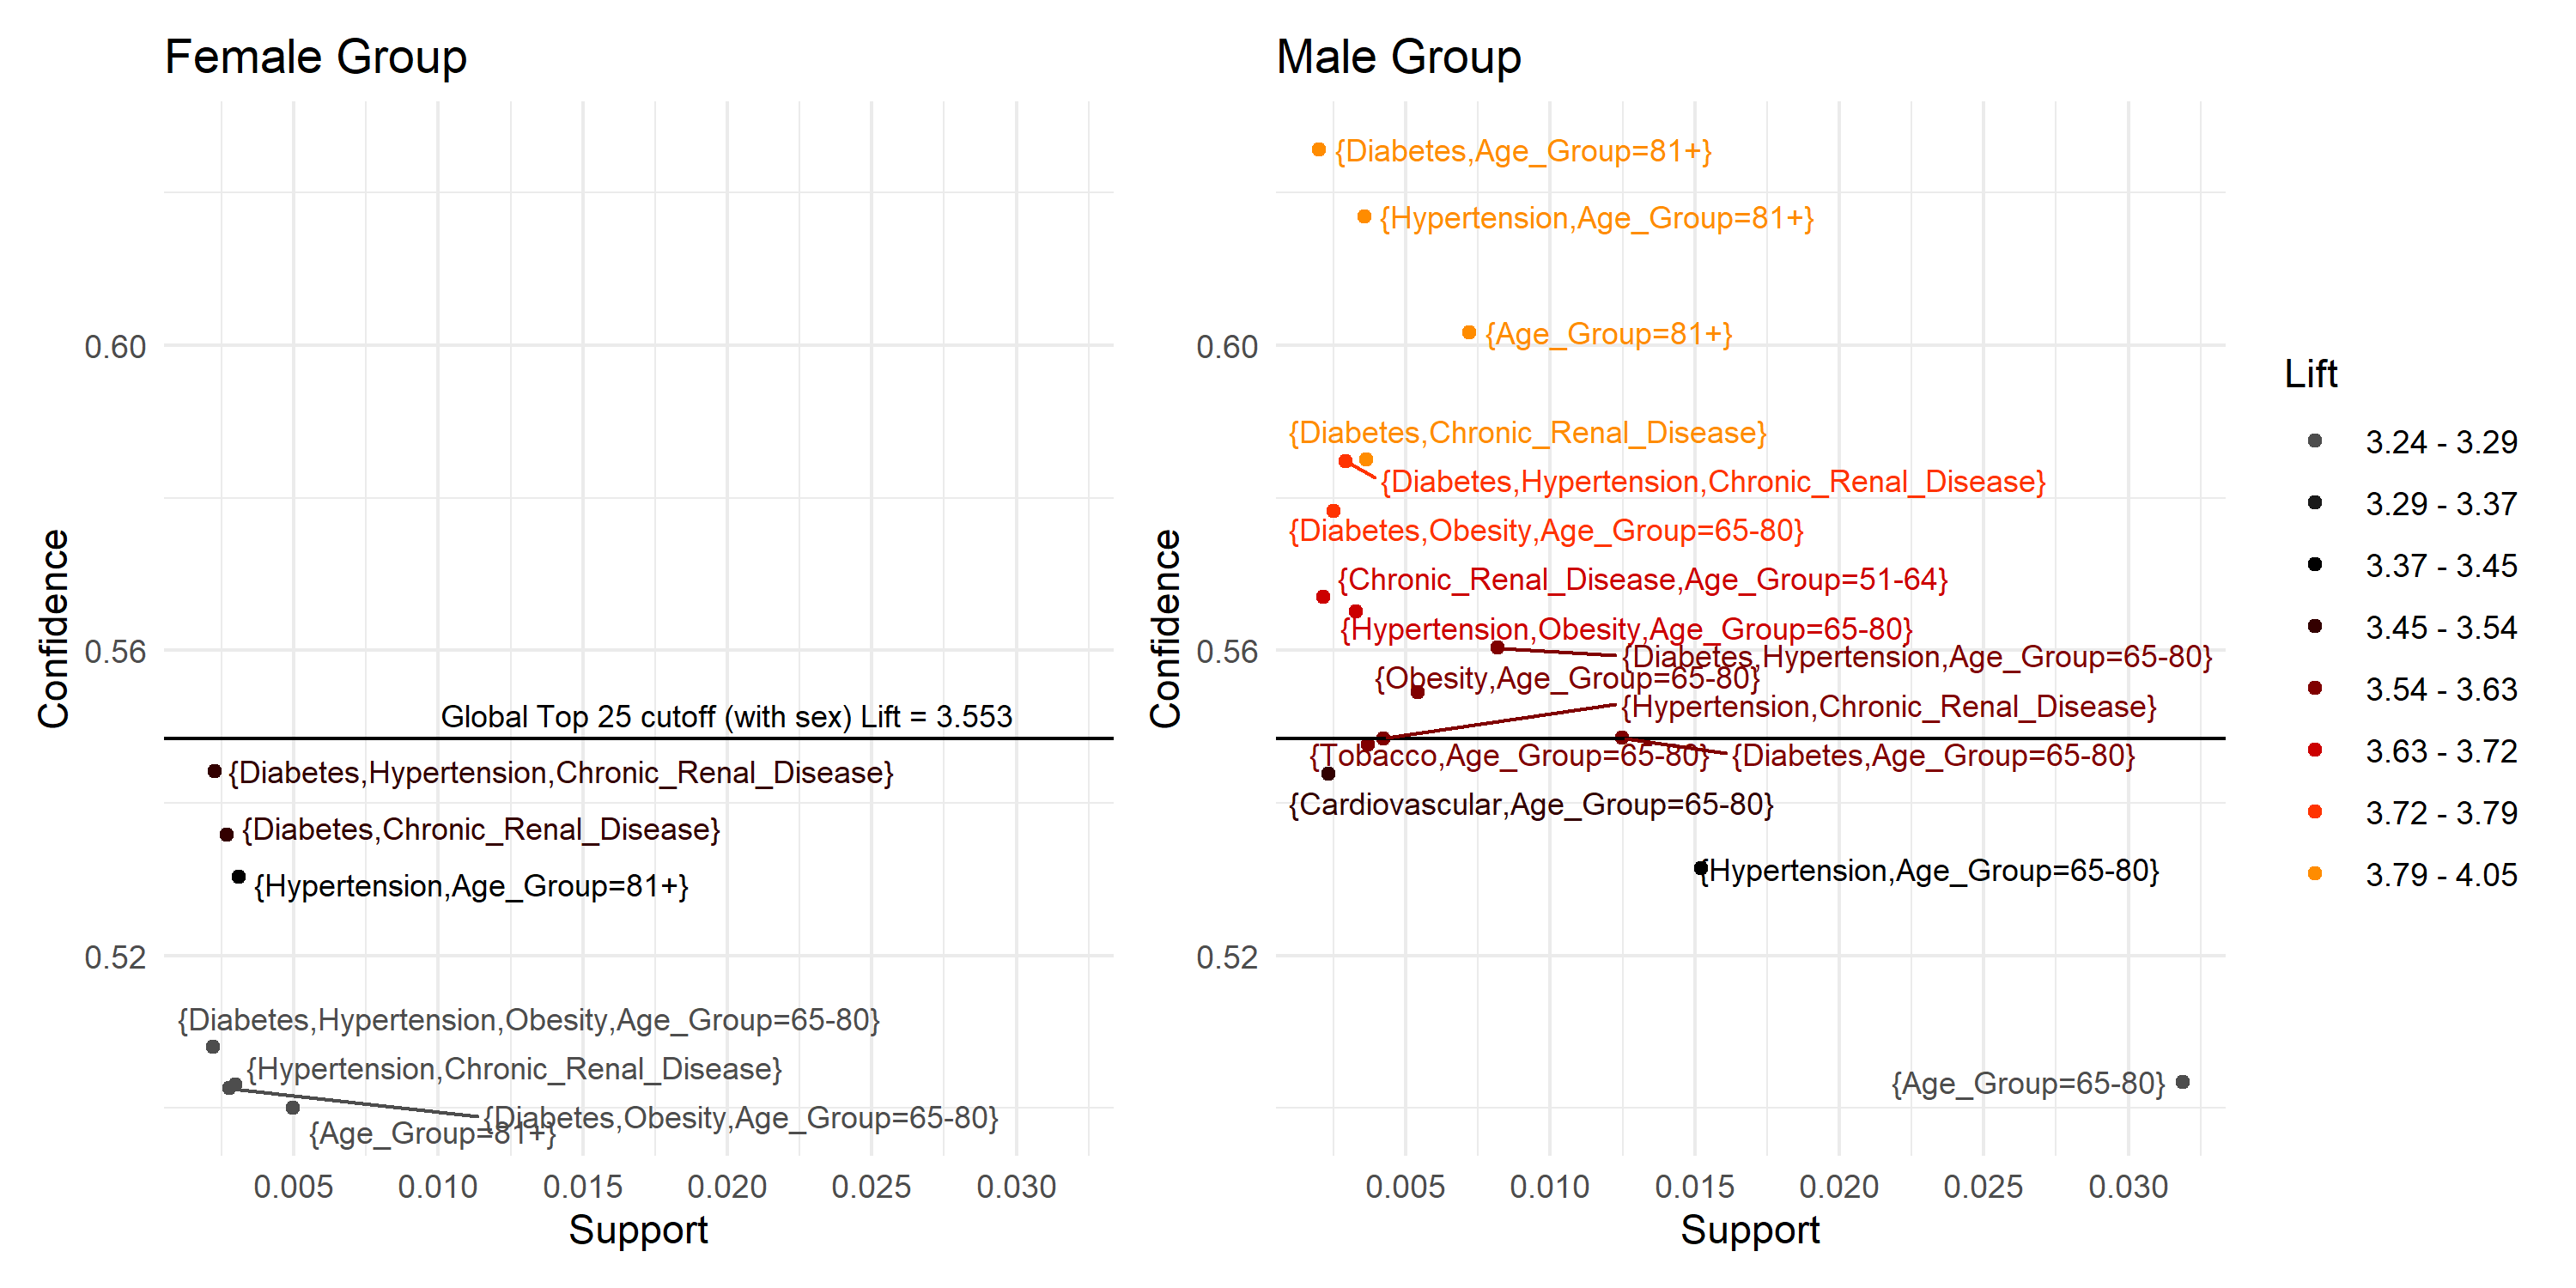 Female Group
Confidence
0.60
0.56
0.52
Global Top 25 cutoff (with sex) Lift = 3.553
{Diabetes,Hypertension,Chronic_Renal_Disease}
{Diabetes,Chronic_Renal_Disease}
{Hypertension,Age_Group=81+}
{Diabetes,Hypertension,Obesity,Age_Group=65-80}
{Hypertension,Chronic_Renal_Disease}
{Diabetes,Obesity,Age_Group=65-80}
{Age_Group=81+}
0.005 0.010 0.015 0.020 0.025 0.030
Support
Male Group
Confidence
0.60
0.56
0.52
{Diabetes,Age_Group=81+}
{Hypertension,Age_Group=81+}
{Age_Group=81+}
{Diabetes,Chronic_Renal_Disease}
{Diabetes,Hypertension,Chronic_Renal_Disease}
{Diabetes,Obesity,Age_Group=65-80}
{Chronic_Renal_Disease,Age_Group=51-64}
{Hypertension,Obesity,Age_Group=65-80}
{Diabetes,Hypertension,Age_Group=65-80}
{Obesity,Age_Group=65-80}
{Hypertension,Chronic_Renal_Disease}
{Tobacco,Age_Group=65-80}
{Diabetes,Age_Group=65-80}
{Cardiovascular,Age_Group=65-80}
{Hypertension,Age_Group=65-80}
{Age_Group=65-80}
0.005 0.010 0.015 0.020 0.025 0.030
Support
Lift
3.24 - 3.29
3.29 - 3.37
3.37 - 3.45
3.45 - 3.54
3.54 - 3.63
3.63 - 3.72
3.72 - 3.79
3.79 - 4.05